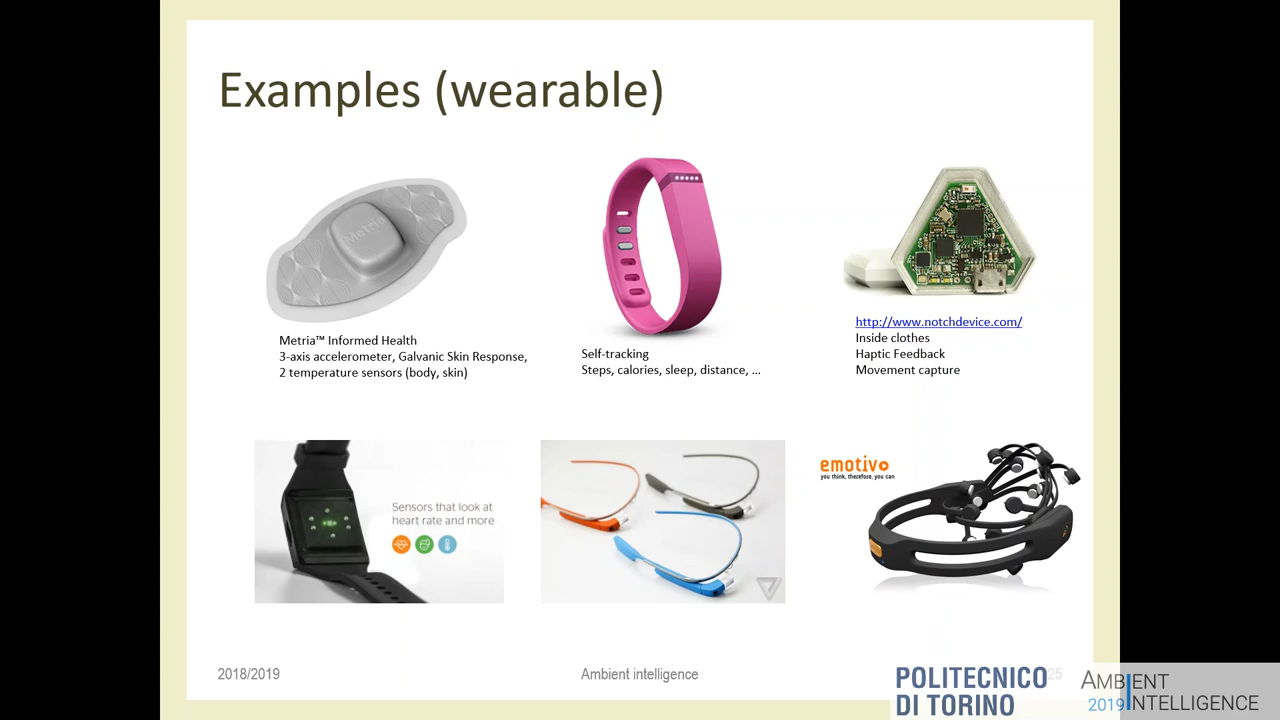 Examples (wearable)
Metria
Metria™ Informed Health
3-axis accelerometer, Galvanic Skin Response,
2 temperature sensors (body, skin)
Self-tracking
Steps, calories, sleep, distance, ...
http://www.notchdevice.com/
Inside clothes
Haptic Feedback
Movement capture
Sensors that look at
heart rate and more
emotiv
you think, therefore, you can
2018/2019
Ambient intelligence
25
POLITECNICO
DI TORINO
AMBIENT
2019 INTELLIGENCE